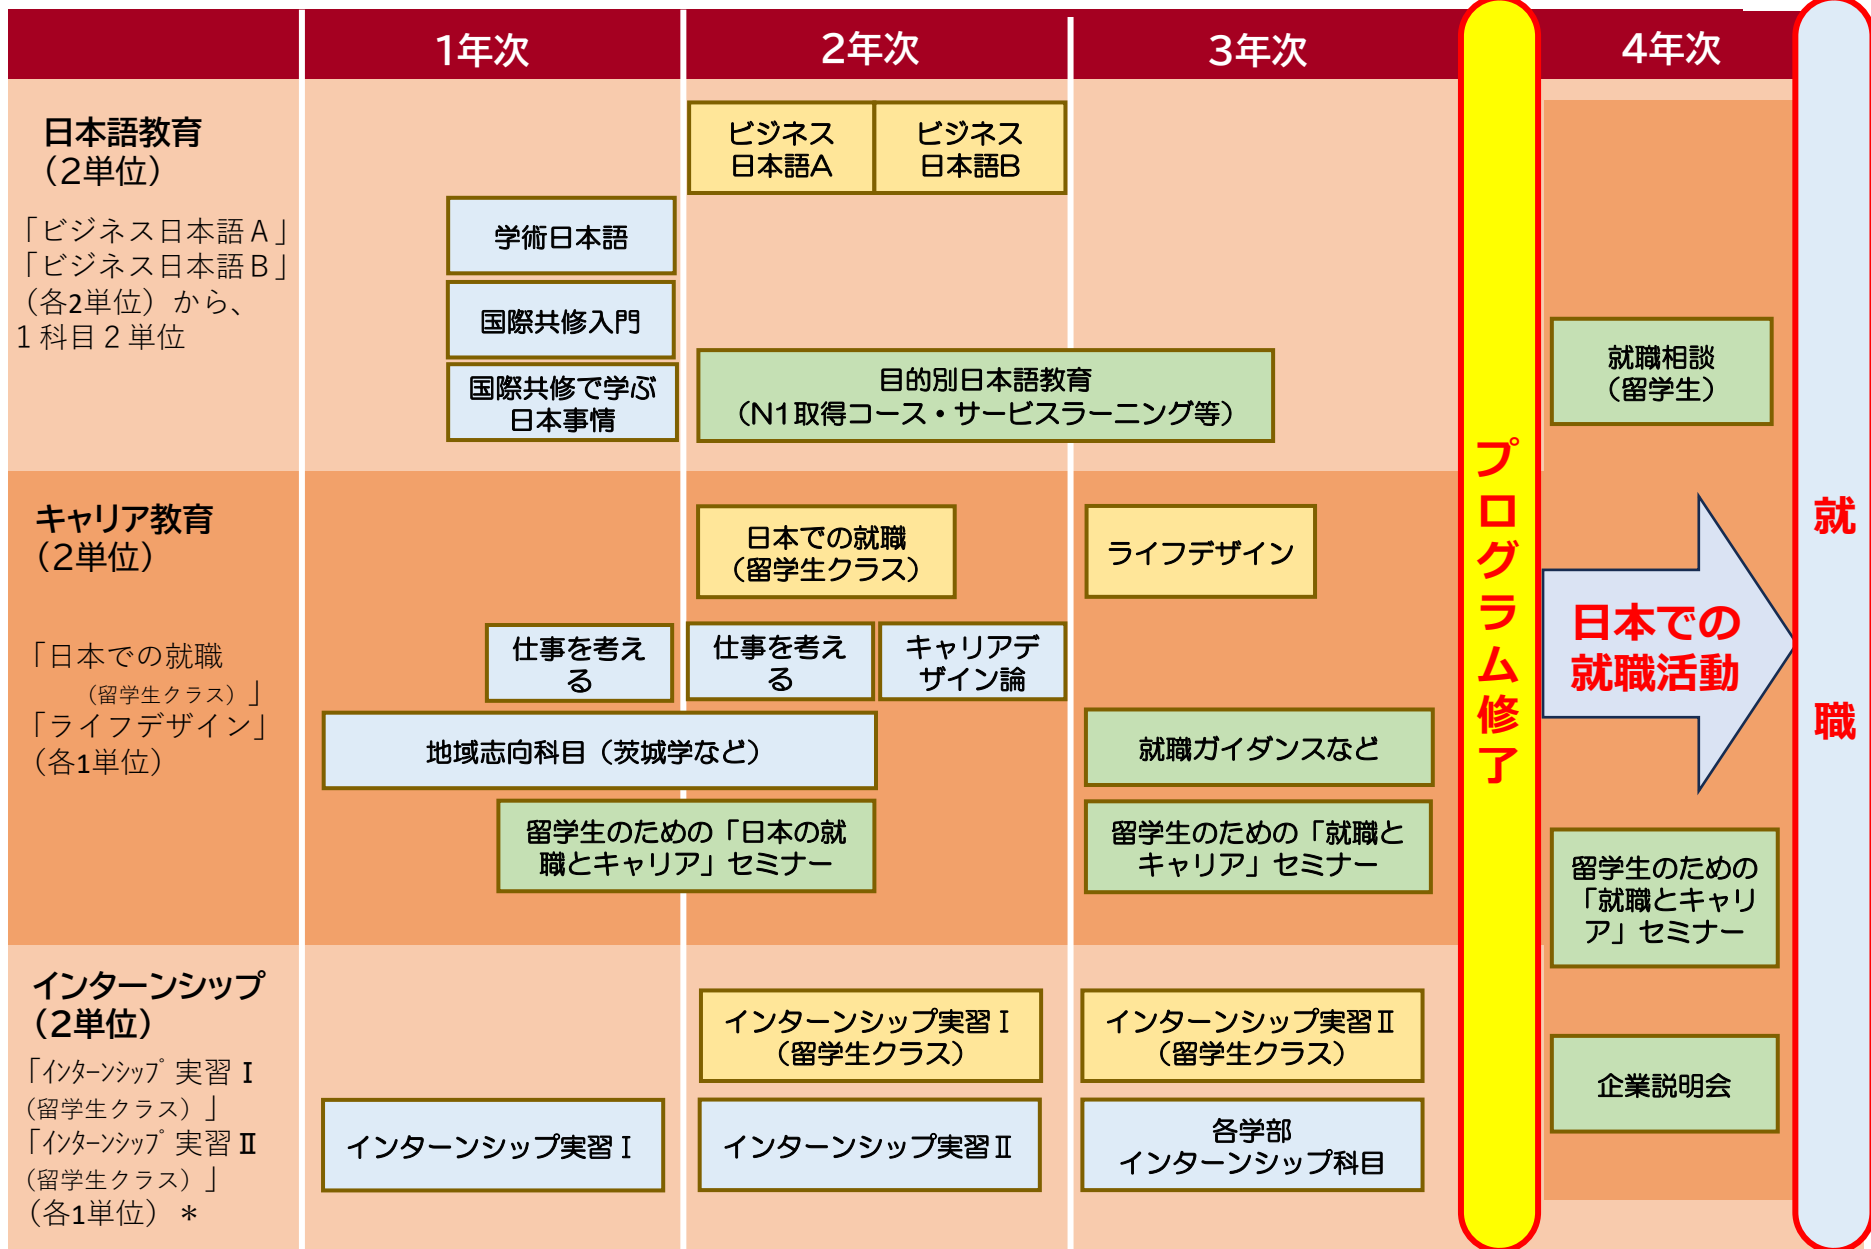 1年次
2年次
3年次
4年次
日本語教育
（2単位）
「ビジネス日本語Ａ」
「ビジネス日本語Ｂ」
（各2単位）から、
１科目２単位
ビジネス
日本語A
ビジネス
日本語B
学術日本語
国際共修入門
国際共修で学ぶ
日本事情
目的別日本語教育
（N1取得コース・サービスラーニング等）
就職相談
（留学生）
キャリア教育
（2単位）
「日本での就職
（留学生クラス）」
「ライフデザイン」
（各1単位）
日本での就職
（留学生クラス）
ライフデザイン
仕事を考え
る
仕事を考え
る
キャリアデ
ザイン論
地域志向科目（茨城学など）
就職ガイダンスなど
留学生のための「日本の就
職とキャリア」セミナー
留学生のための「就職と
キャリア」セミナー
留学生のための
「就職とキャリ
ア」セミナー
インターンシップ
（2単位）
「ｲﾝﾀｰﾝｼｯﾌﾟ実習Ⅰ
（留学生クラス）」
「ｲﾝﾀｰﾝｼｯﾌﾟ実習Ⅱ
（留学生クラス）」
（各1単位）＊
インターンシップ実習Ⅰ
（留学生クラス）
インターンシップ実習Ⅱ
（留学生クラス）
インターンシップ実習Ⅰ
インターンシップ実習Ⅱ
各学部
インターンシップ科目
企業説明会
プログラム修了
日本での
就職活動
就職